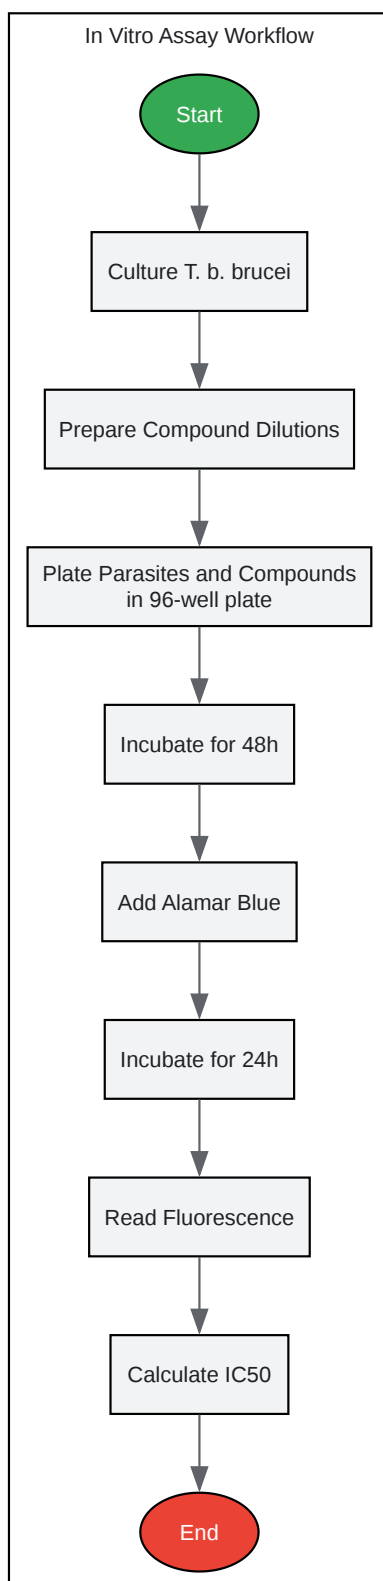 In Vitro Assay Workflow
Start
Culture T. b. brucei
Prepare Compound Dilutions
Plate Parasites and Compounds
in 96-well plate
Incubate for 48h
Add Alamar Blue
Incubate for 24h
Read Fluorescence
Calculate IC50
End